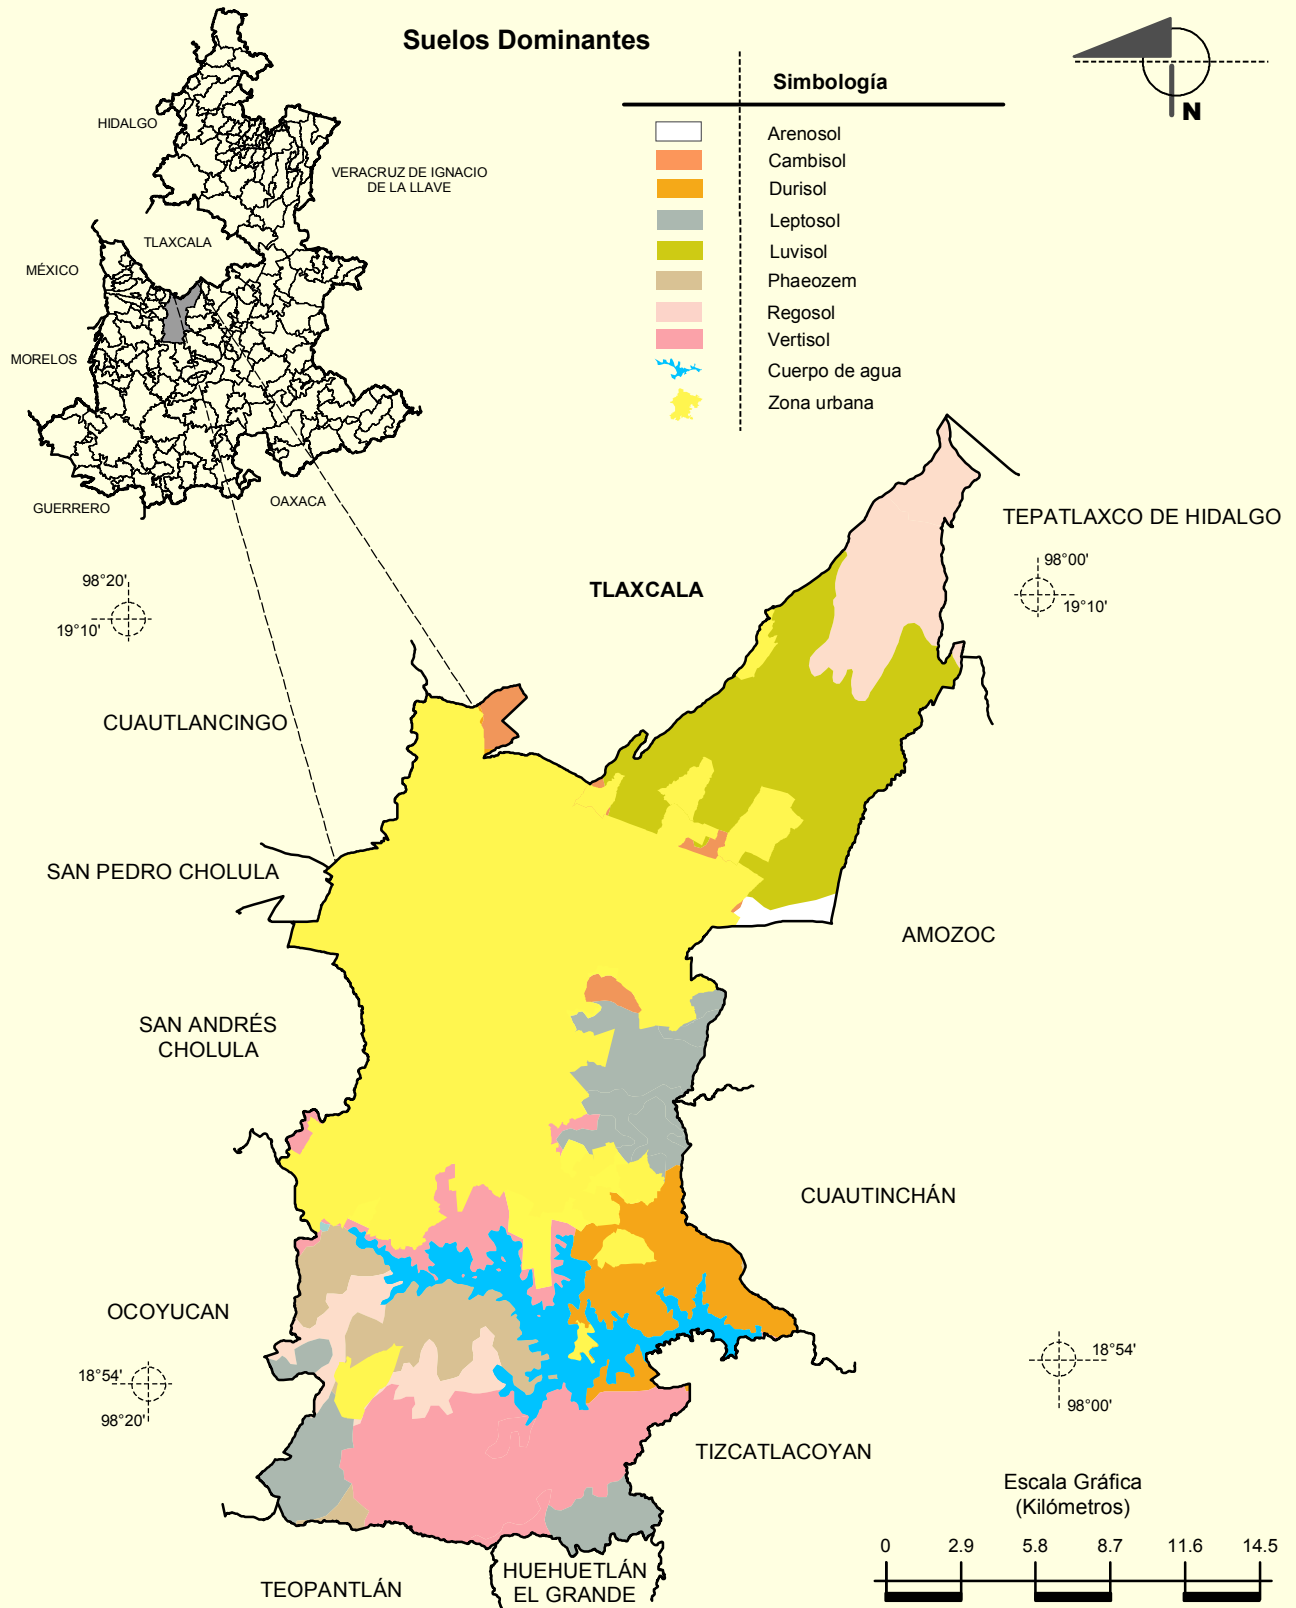 Suelos Dominantes
Simbología
Arenosol
Cambisol
Durisol
Leptosol
Luvisol
Phaeozem
Regosol
Vertisol
Cuerpo de agua
Zona urbana
N
HIDALGO
VERACRUZ DE IGNACIO
DE LA LLAVE
TLAXCALA
MÉXICO
MORELOS
GUERRERO
OAXACA
TEPATLAXCO DE HIDALGO
98°20'
19°10'
TLAXCALA
98°00'
19°10'
CUAUTLANCINGO
SAN PEDRO CHOLULA
AMOZOC
SAN ANDRÉS
CHOLULA
CUAUTINCHÁN
OCOYUCAN
18°54'
98°20'
18°54'
98°00'
TIZCATLACOYAN
Escala Gráfica
(Kilómetros)
0 2.9 5.8 8.7 11.6 14.5
HUEHUETLÁN
EL GRANDE
TEOPANTLÁN